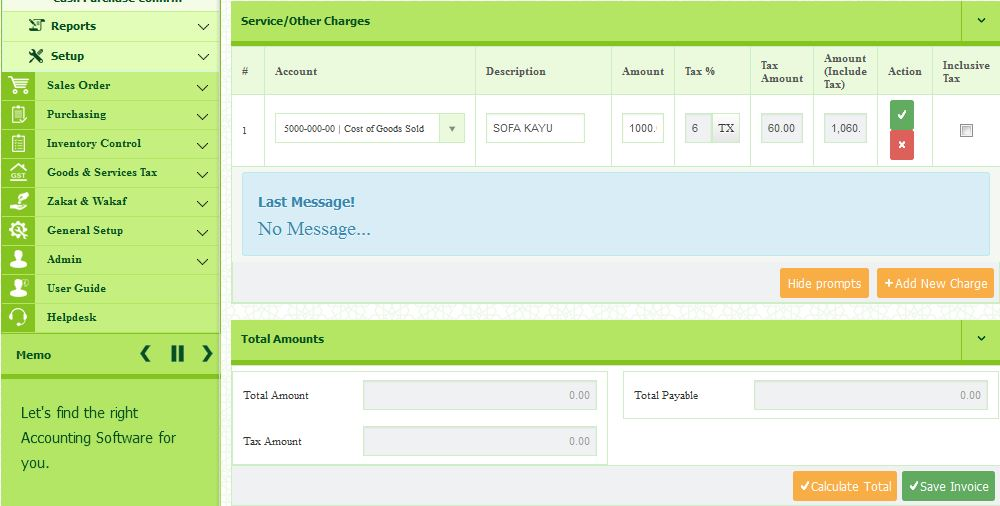 Cash Purchase Confirm
Reports
Setup
Sales Order
Purchasing
Inventory Control
GST
Goods & Services Tax
Zakat & Wakaf
General Setup
Admin
User Guide
Helpdesk
Memo
Let's find the right
Accounting Software for
you.
Service/Other Charges
# Account Description Amount Tax % Tax Amount Amount (Include Tax) Action Inclusive Tax
1 5000-000-00 | Cost of Goods Sold SOFA KAYU 1000. 6 TX 60.00 1,060.
Last Message!
No Message...
Hide prompts +Add New Charge
Total Amounts
Total Amount 0.00 Total Payable 0.00
Tax Amount 0.00
Calculate Total Save Invoice